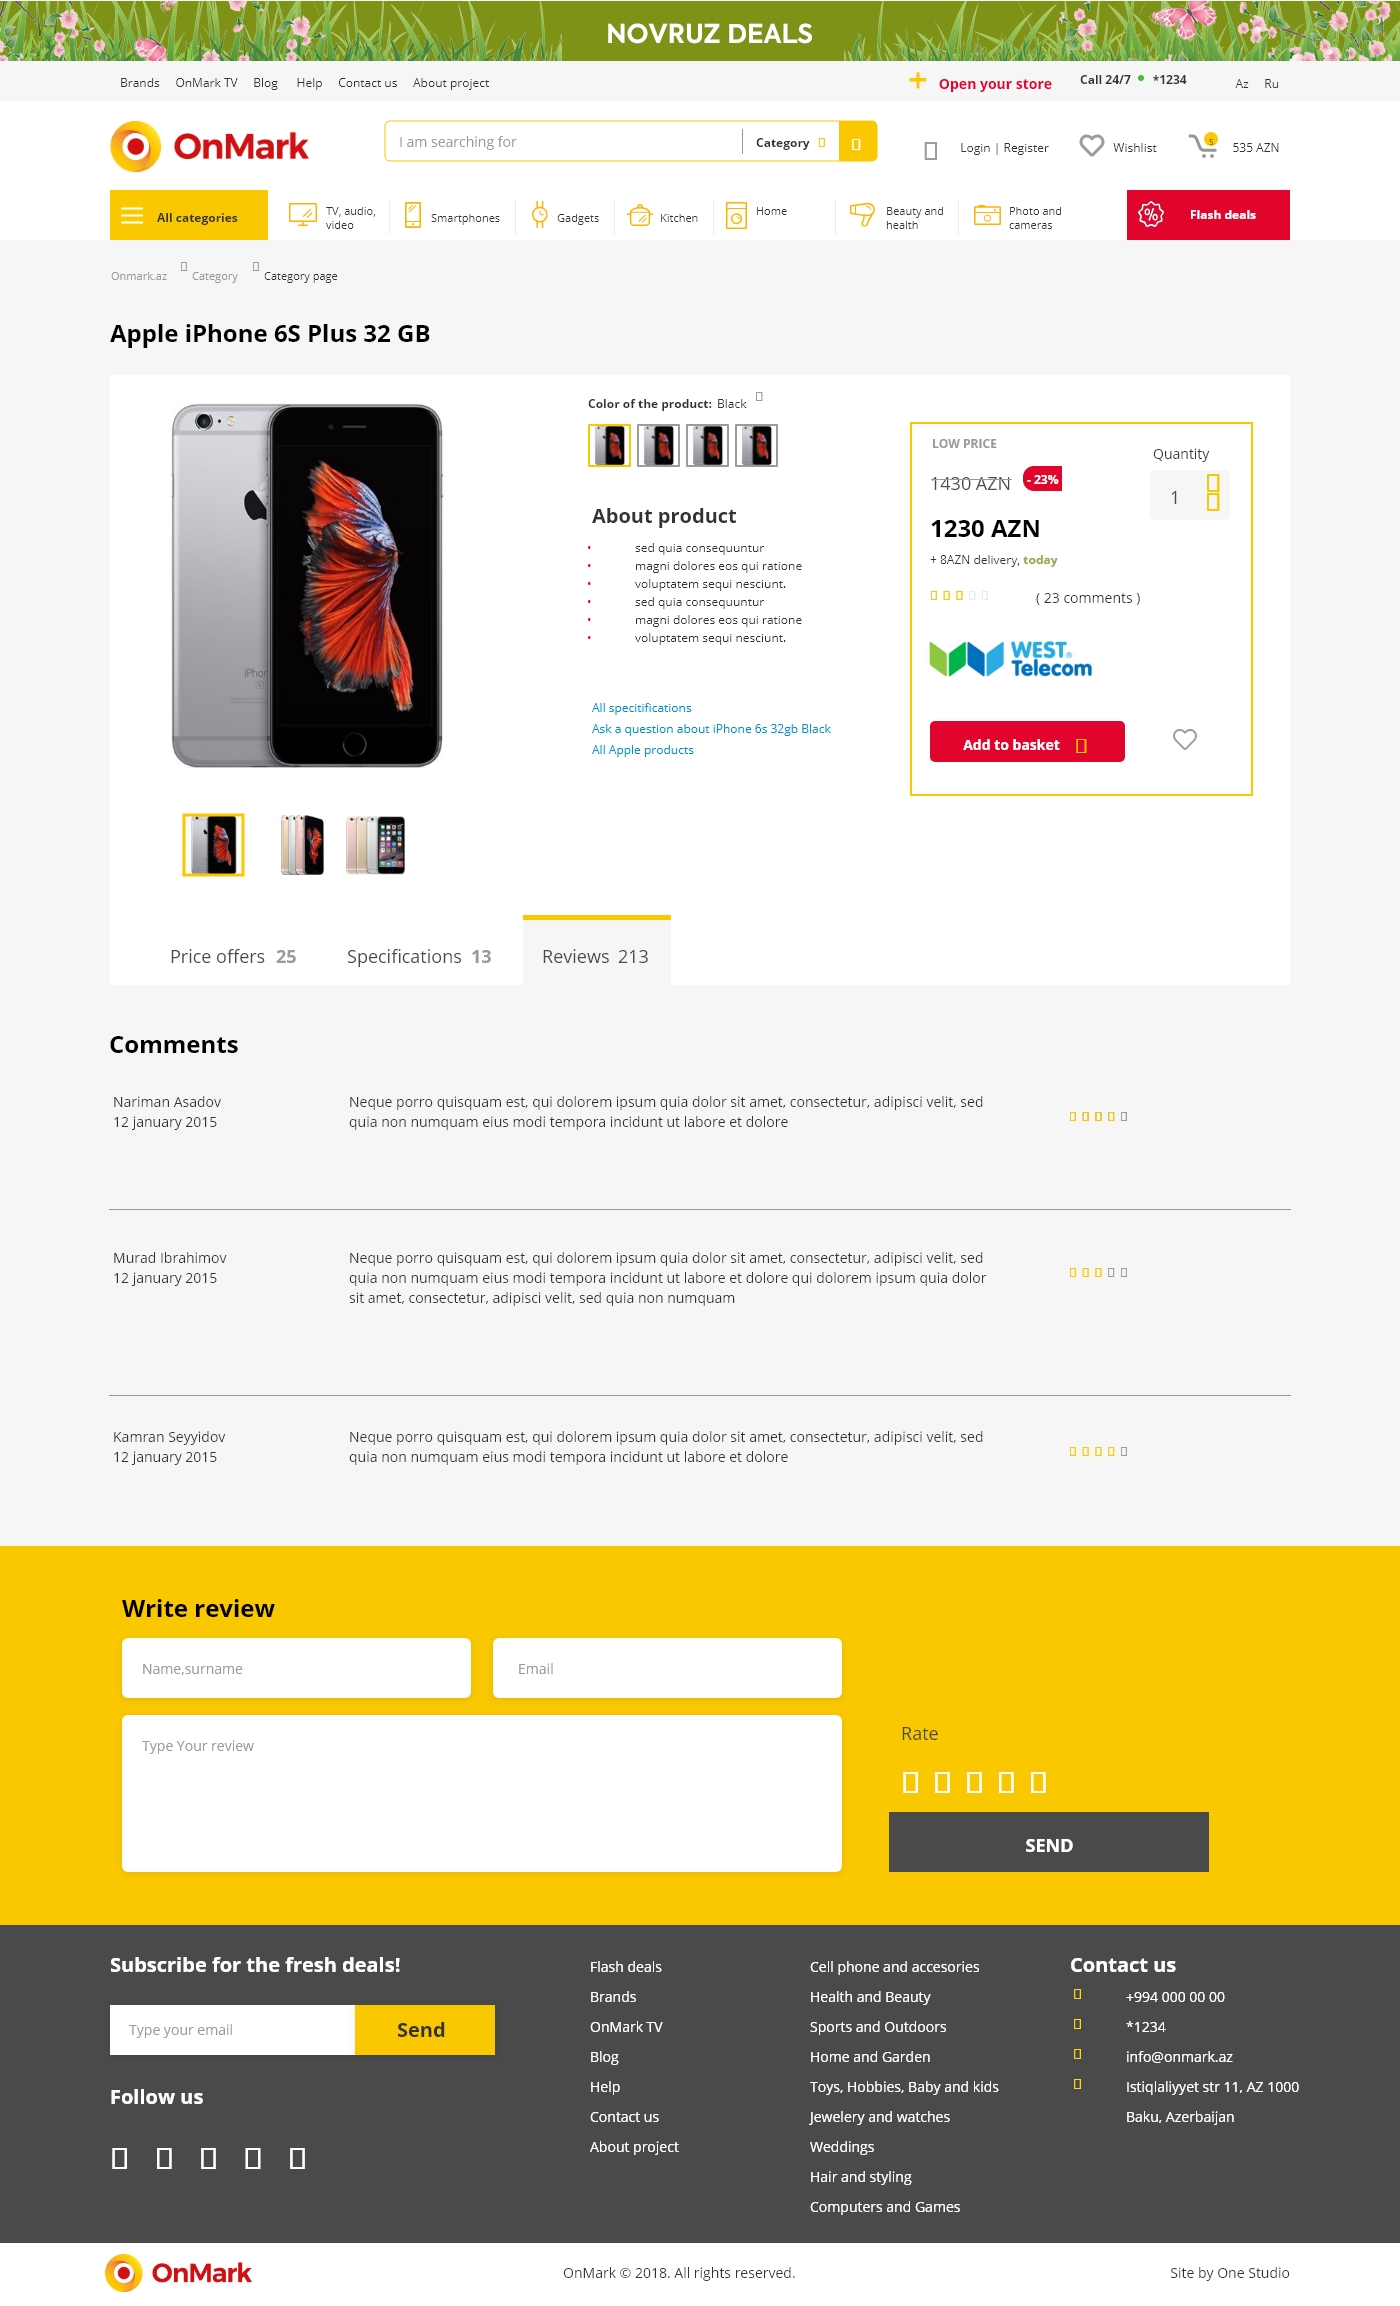 NOVRUZ DEALS
Brands OnMark TV Blog Help Contact us About project
Open your store
Call 24/7 *1234
Az Ru
OnMark
I am searching for
Category
Login | Register
Wishlist
5
535 AZN
All categories
TV, audio,
video
Smartphones
Gadgets
Kitchen
Home
Beauty and
health
Photo and
cameras
%
Flash deals
Onmark.az Category Category page
Apple iPhone 6S Plus 32 GB
Color of the product: Black
About product
• sed quia consequuntur
• magni dolores eos qui ratione
• voluptatem sequi nesciunt.
• sed quia consequuntur
• magni dolores eos qui ratione
• voluptatem sequi nesciunt.
All specitifications
Ask a question about iPhone 6s 32gb Black
All Apple products
LOW PRICE
1430 AZN
- 23%
Quantity
1
1230 AZN
+ 8AZN delivery, today
( 23 comments )
WEST®
Telecom
Add to basket
Price offers 25
Specifications 13
Reviews 213
Comments
Nariman Asadov
12 january 2015
Neque porro quisquam est, qui dolorem ipsum quia dolor sit amet, consectetur, adipisci velit, sed
quia non numquam eius modi tempora incidunt ut labore et dolore
Murad Ibrahimov
12 january 2015
Neque porro quisquam est, qui dolorem ipsum quia dolor sit amet, consectetur, adipisci velit, sed
quia non numquam eius modi tempora incidunt ut labore et dolore qui dolorem ipsum quia dolor
sit amet, consectetur, adipisci velit, sed quia non numquam
Kamran Seyyidov
12 january 2015
Neque porro quisquam est, qui dolorem ipsum quia dolor sit amet, consectetur, adipisci velit, sed
quia non numquam eius modi tempora incidunt ut labore et dolore
Write review
Name,surname
Email
Type Your review
Rate
SEND
Subscribe for the fresh deals!
Type your email
Send
Follow us
Flash deals
Brands
OnMark TV
Blog
Help
Contact us
About project
Cell phone and accesories
Health and Beauty
Sports and Outdoors
Home and Garden
Toys, Hobbies, Baby and kids
Jewelery and watches
Weddings
Hair and styling
Computers and Games
Contact us
+994 000 00 00
*1234
info@onmark.az
Istiqlaliyyet str 11, AZ 1000
Baku, Azerbaijan
OnMark
OnMark © 2018. All rights reserved.
Site by One Studio